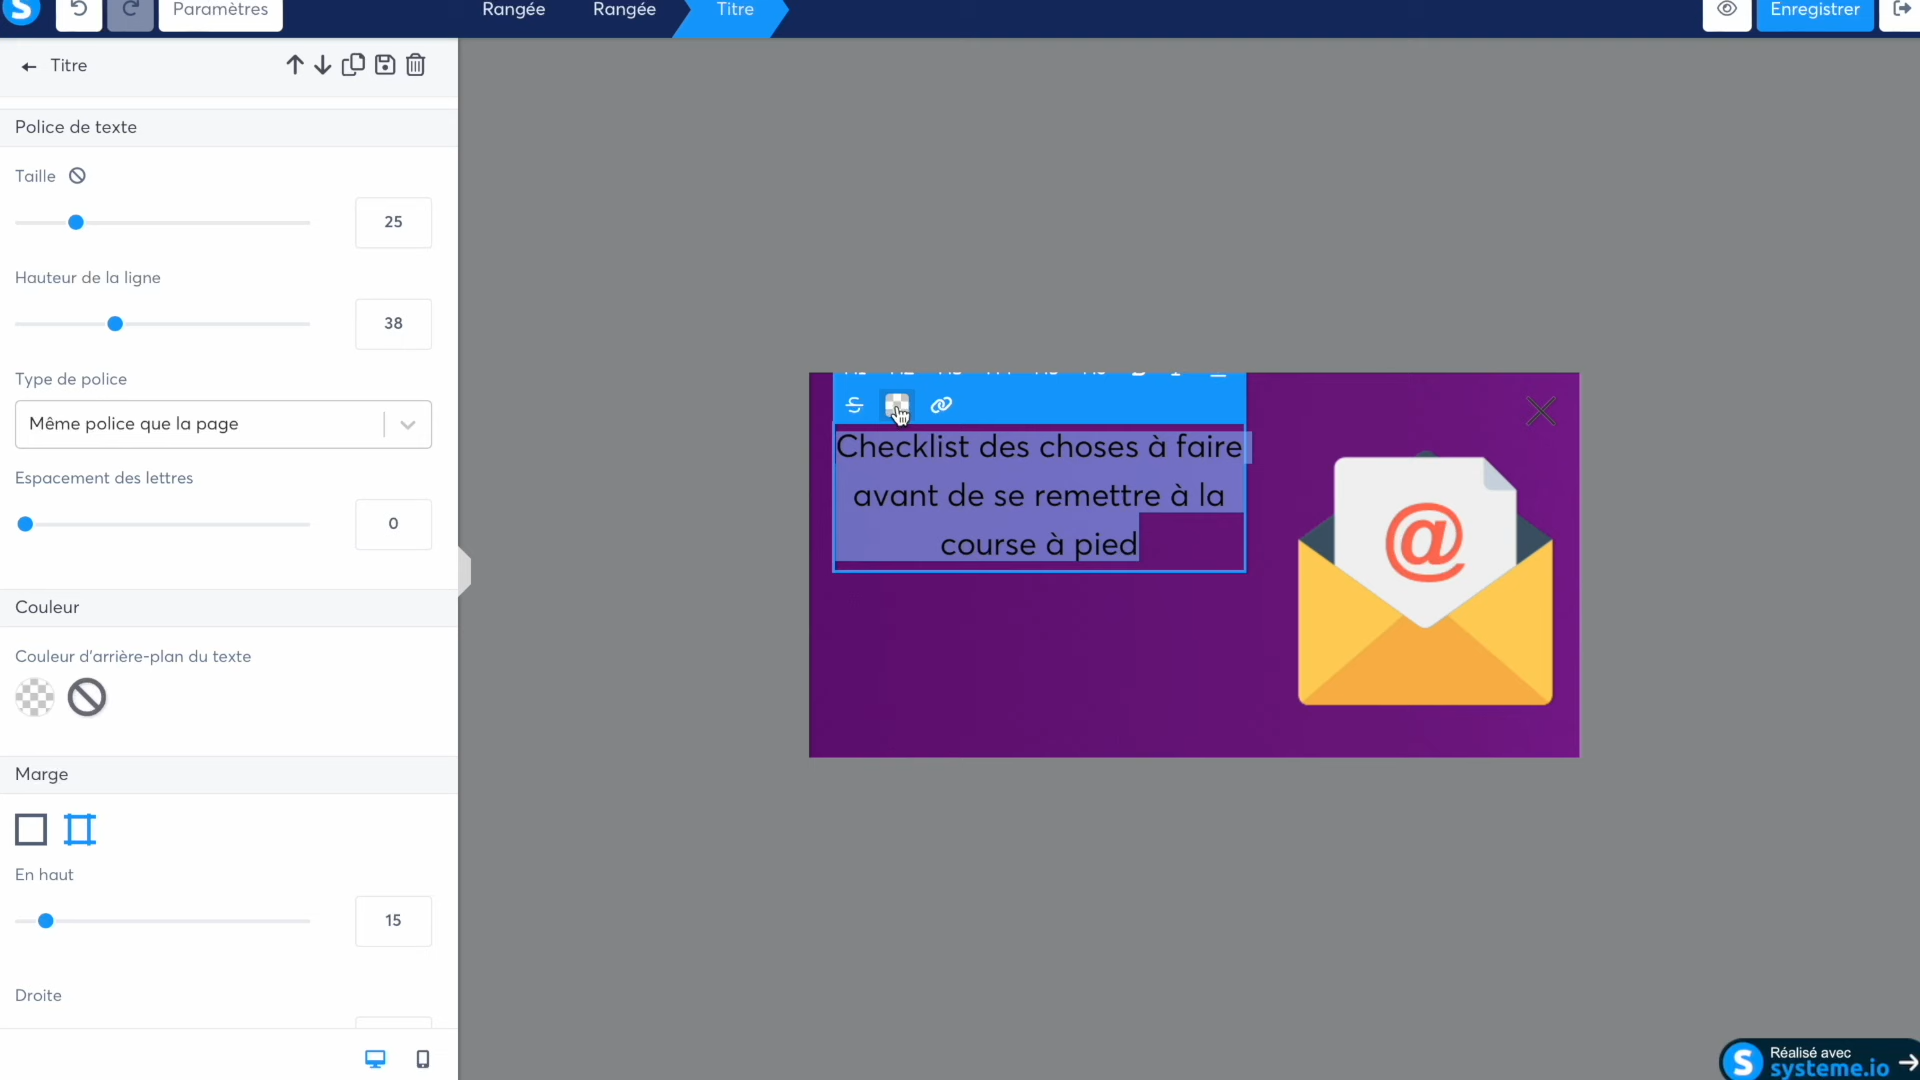 Paramètres
Rangée
Rangée
Titre
Enregistrer
Titre
Police de texte
Taille
25
Hauteur de la ligne
38
Type de police
Même police que la page
Espacement des lettres
0
Couleur
Couleur d'arrière-plan du texte
Marge
En haut
15
Droite
Checklist des choses à faire
avant de se remettre à la
course à pied
@
Réalisé avec
systeme.io